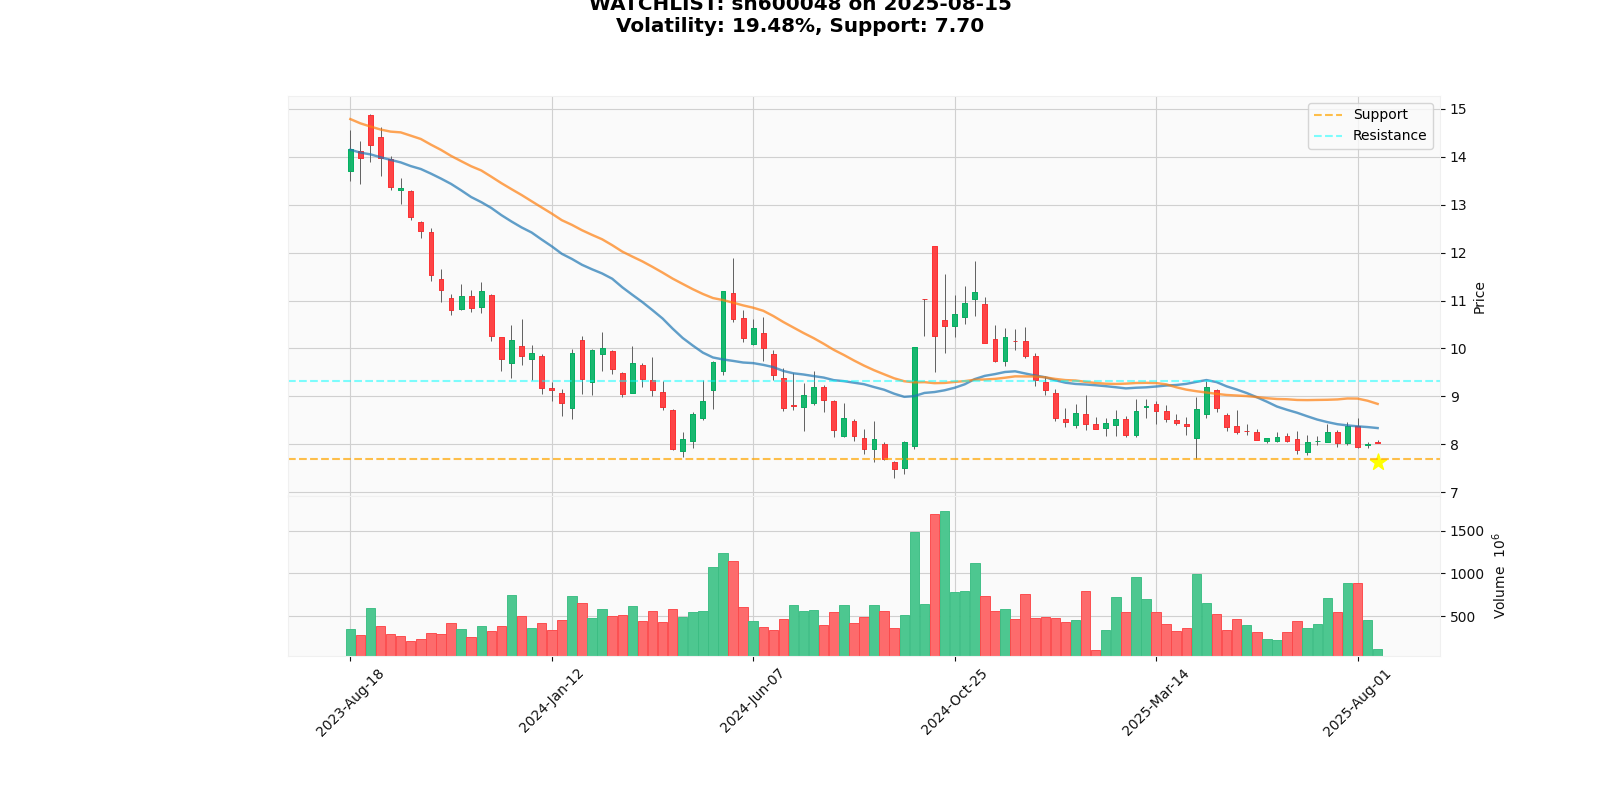 WATCHLIST: sh600048 on 2025-08-15
Volatility: 19.48%, Support: 7.70
Support
Resistance
15
14
13
12
11
10
9
8
7
Price
1500
1000
500
Volume 10^6
2023-Aug-18
2024-Jan-12
2024-Jun-07
2024-Oct-25
2025-Mar-14
2025-Aug-01